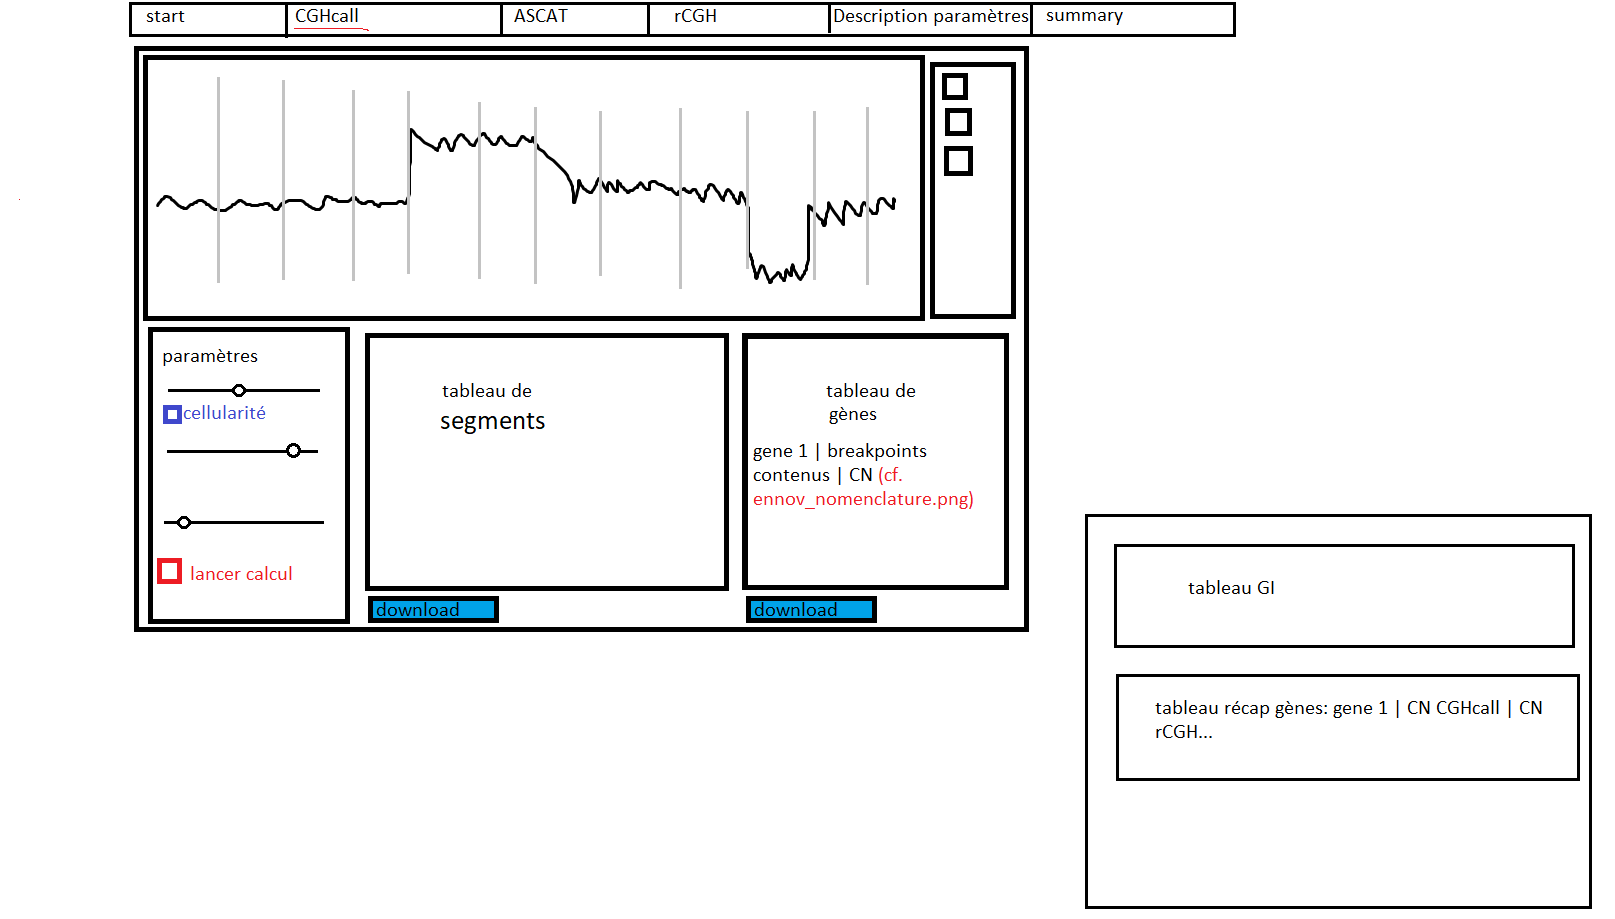 start
CGHcall
ASCAT
rCGH
Description paramètres
summary
paramètres
cellularité
lancer calcul
tableau de
segments
download
tableau de
gènes
gene 1 | breakpoints
contenus | CN (cf.
ennov_nomenclature.png)
download
tableau GI
tableau récap gènes: gene 1 | CN CGHcall | CN
rCGH...